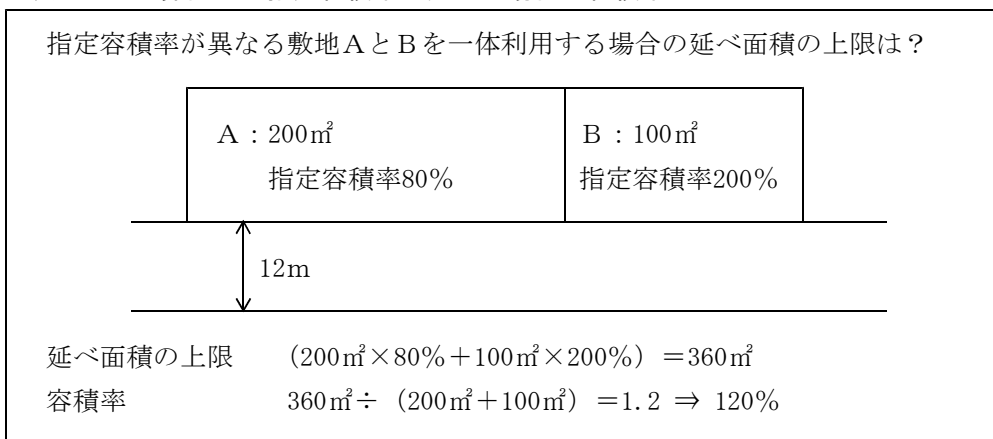 指定容積率が異なる敷地AとBを一体利用する場合の延べ面積の上限は？
A：200㎡
B：100㎡
指定容積率80%
指定容積率200%
12m
延べ面積の上限 （200㎡×80%＋100㎡×200%）＝360㎡
容積率 360㎡÷（200㎡＋100㎡）＝1.2 ⇒ 120%